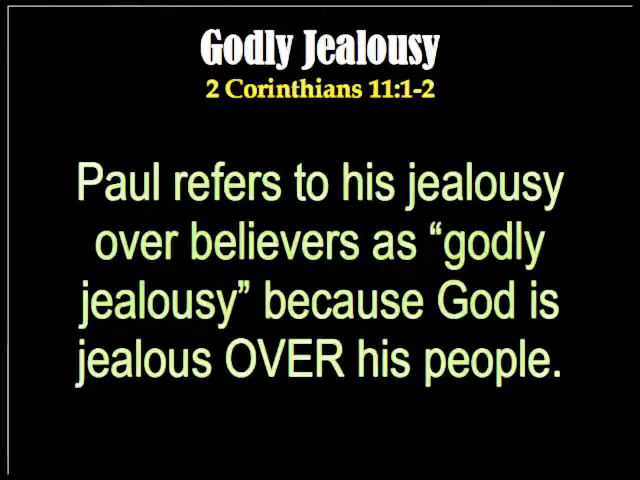 Godly Jealousy
2 Corinthians 11:1-2
Paul refers to his jealousy
over believers as “godly
jealousy” because God is
jealous OVER his people.